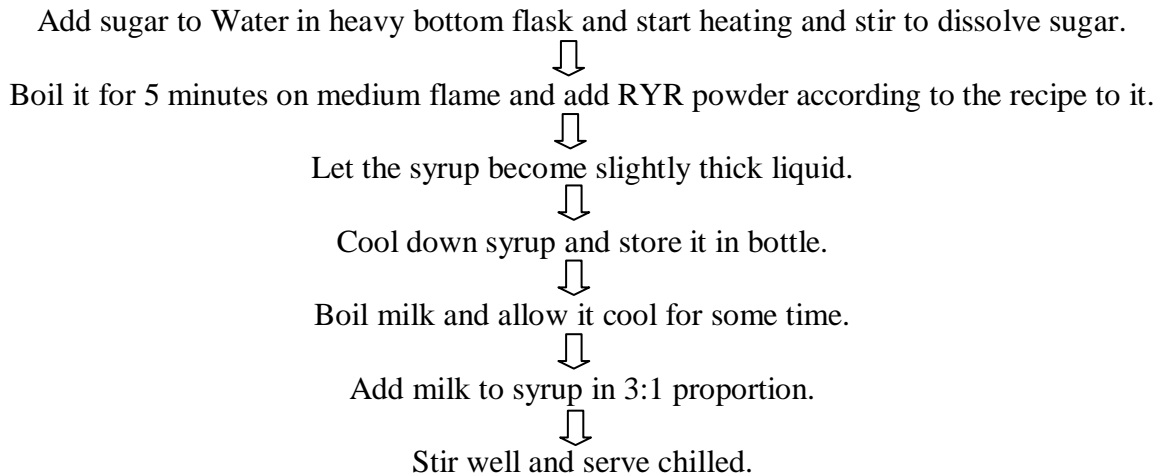 Add sugar to Water in heavy bottom flask and start heating and stir to dissolve sugar.
Boil it for 5 minutes on medium flame and add RYR powder according to the recipe to it.
Let the syrup become slightly thick liquid.
Cool down syrup and store it in bottle.
Boil milk and allow it cool for some time.
Add milk to syrup in 3:1 proportion.
Stir well and serve chilled.